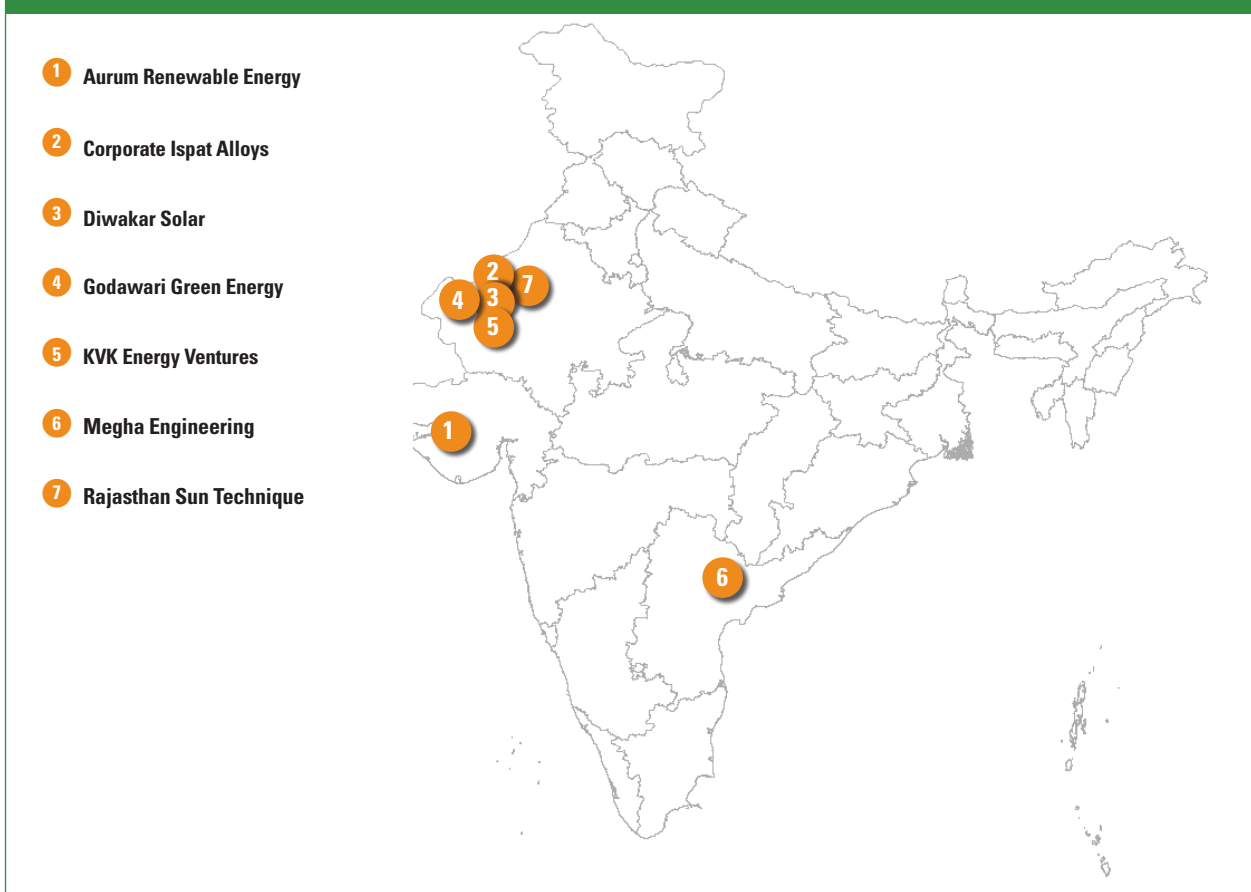 1 Aurum Renewable Energy
2 Corporate Ispat Alloys
3 Diwakar Solar
4 Godawari Green Energy
5 KVK Energy Ventures
6 Megha Engineering
7 Rajasthan Sun Technique
2
7
4
3
5
1
6